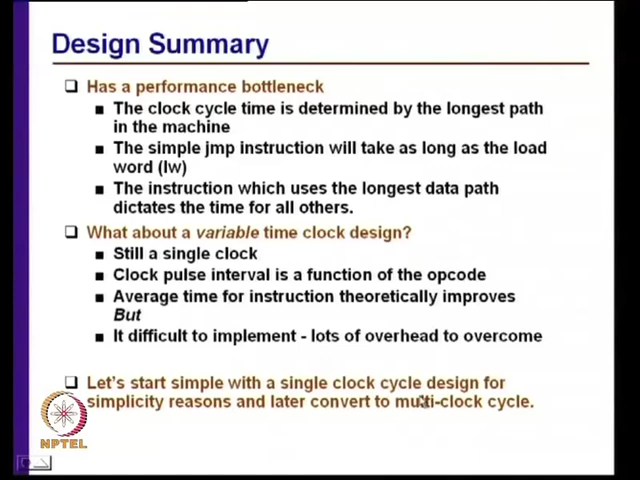 Design Summary
Has a performance bottleneck
The clock cycle time is determined by the longest path
in the machine
The simple jmp instruction will take as long as the load
word (lw)
The instruction which uses the longest data path
dictates the time for all others.
What about a variable time clock design?
Still a single clock
Clock pulse interval is a function of the opcode
Average time for instruction theoretically improves
But
It difficult to implement - lots of overhead to overcome
Let's start simple with a single clock cycle design for
simplicity reasons and later convert to multi-clock cycle.
NPTEL